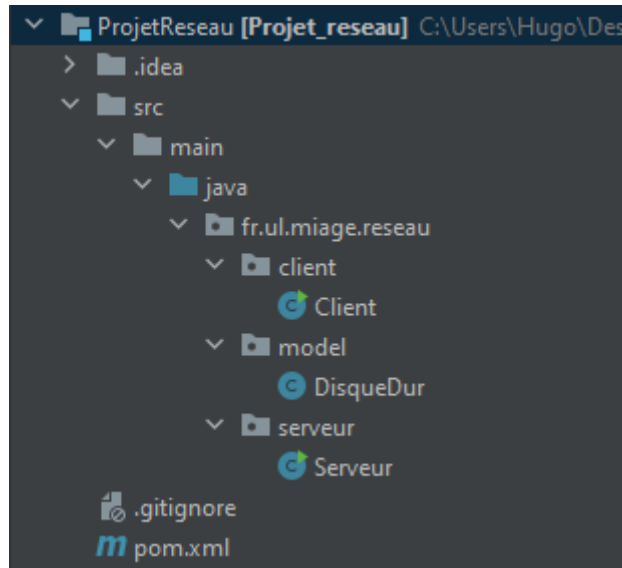 ProjetReseau [Projet_reseau] C:\Users\Hugo\Des
.idea
src
main
java
fr.ul.miage.reseau
client
Client
model
DisqueDur
serveur
Serveur
.gitignore
pom.xml